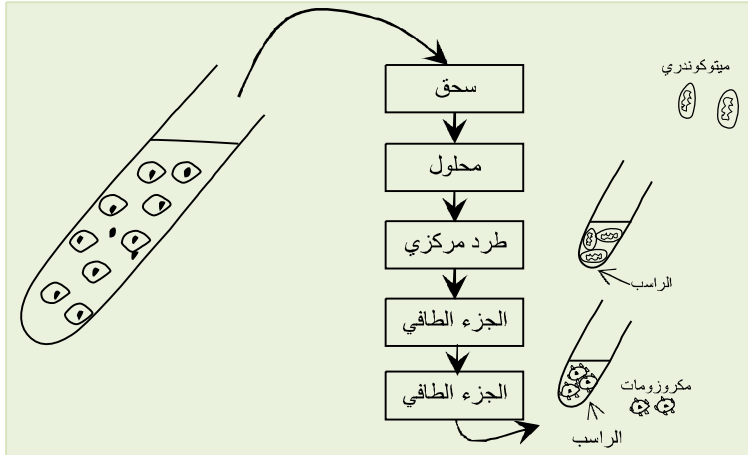 سحق
محلول
طرد مركزي
الجزء الطافي
الجزء الطافي
ميتوكوندري
الراسب
مكروزومات
الراسب